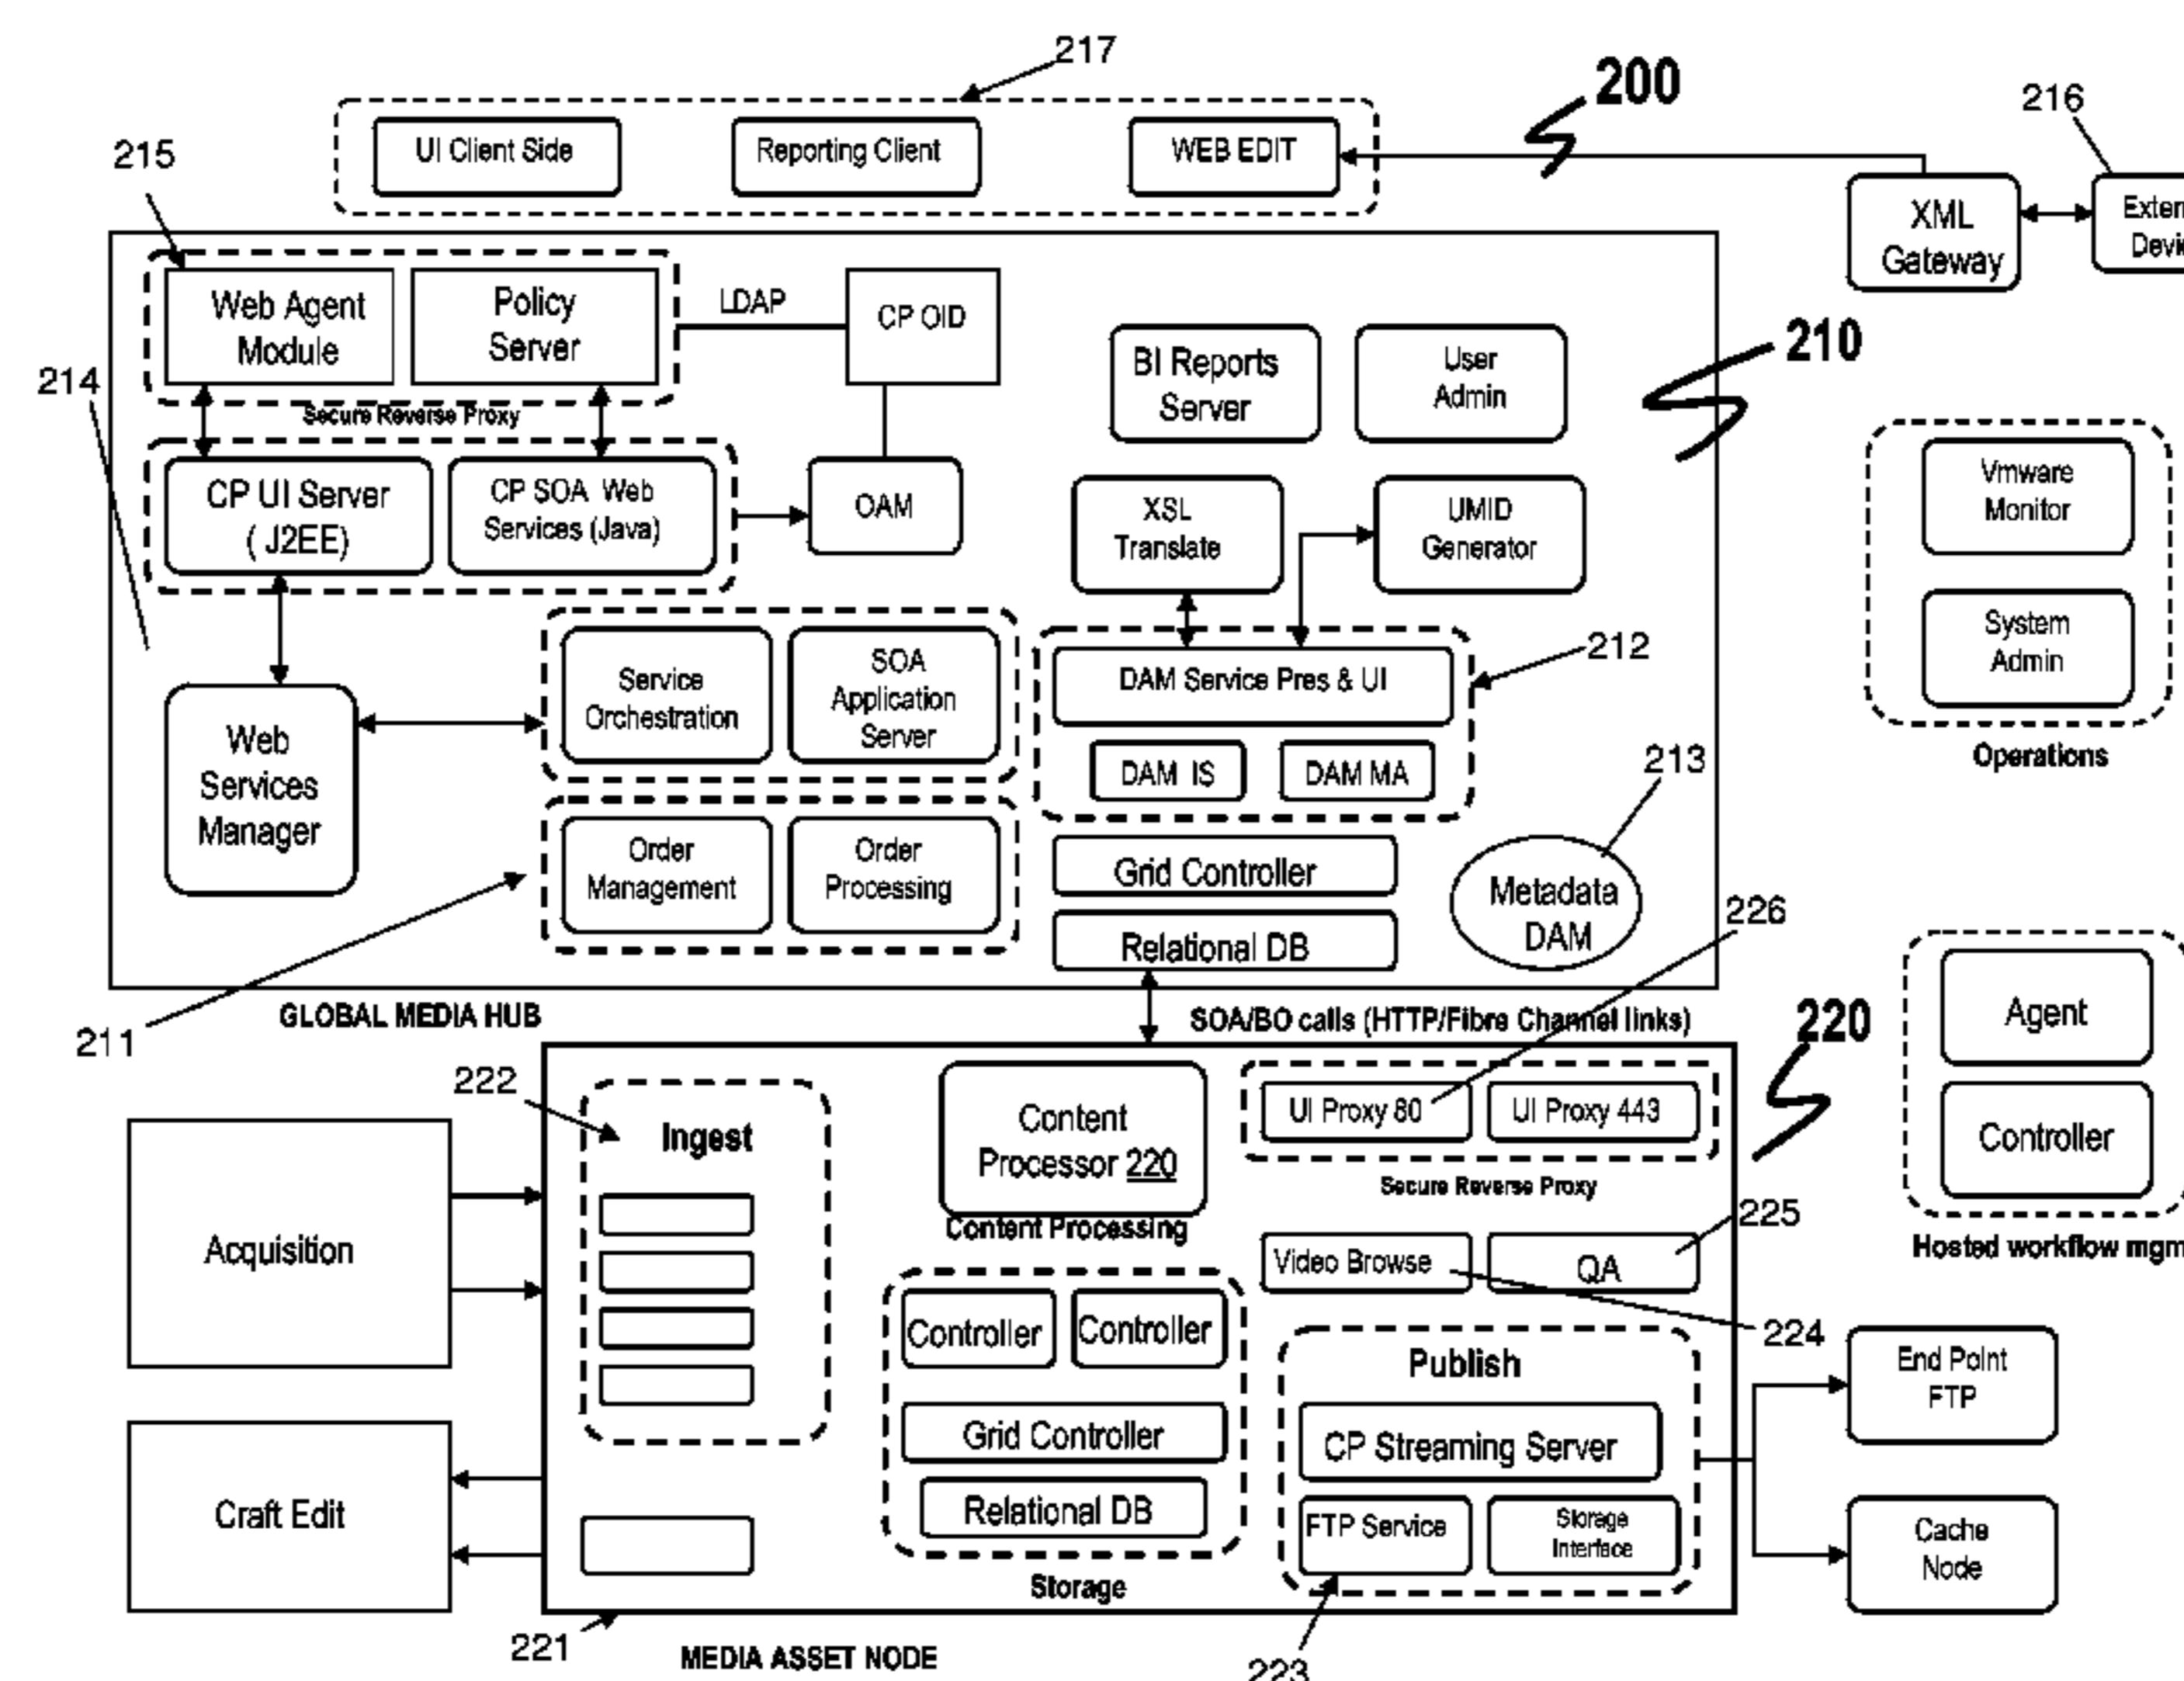 217
200
216
215
UI Client Side
Reporting Client
WEB EDIT
XML
Gateway
Web Agent
Module
Policy
Server
LDAP
CP OID
Secure Reverse Proxy
BI Reports
Server
User
Admin
210
214
CP UI Server
( J2EE)
CP SOA Web
Services (Java)
OAM
XSL
Translate
UMID
Generator
Vmware
Monitor
System
Admin
Operations
Service
Orchestration
SOA
Application
Server
DAM Service Pres & UI
212
DAM IS
DAM MA
213
Web
Services
Manager
Order
Management
Order
Processing
Grid Controller
Relational DB
Metadata
DAM
226
211
GLOBAL MEDIA HUB
SOA/BO calls (HTTP/Fibre Channel links)
220
Agent
Controller
Hosted workflow
222
Ingest
Content
Processor 220
Content Processing
UI Proxy 80
UI Proxy 443
Secure Reverse Proxy
225
Acquisition
Video Browse
QA
224
Controller
Controller
Grid Controller
Relational DB
Storage
Publish
CP Streaming Server
FTP Service
Storage
Interface
End Point
FTP
Cache
Node
Craft Edit
221
MEDIA ASSET NODE
223